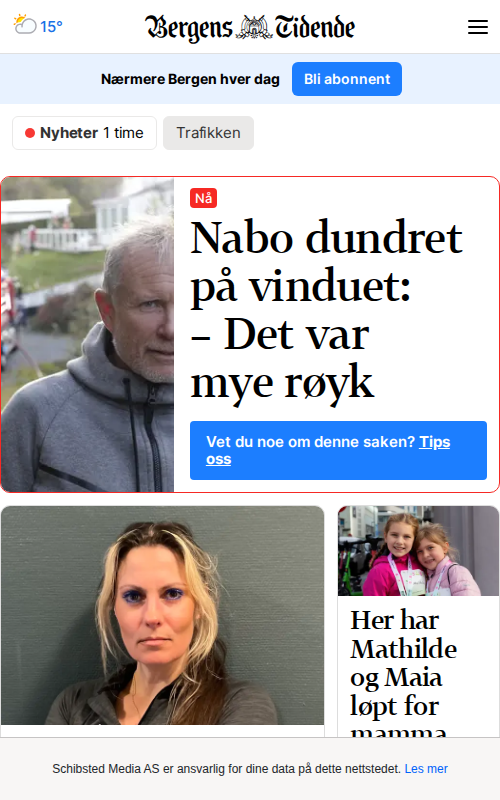 15°
Bergens Tidende
Nærmere Bergen hver dag
Bli abonnent
Nyheter 1 time
Trafikken
Nå
Nabo dundret
på vinduet:
– Det var
mye røyk
Vet du noe om denne saken? Tips
oss
Her har
Mathilde
og Maia
løpt for
mamma
Schibsted Media AS er ansvarlig for dine data på dette nettstedet. Les mer